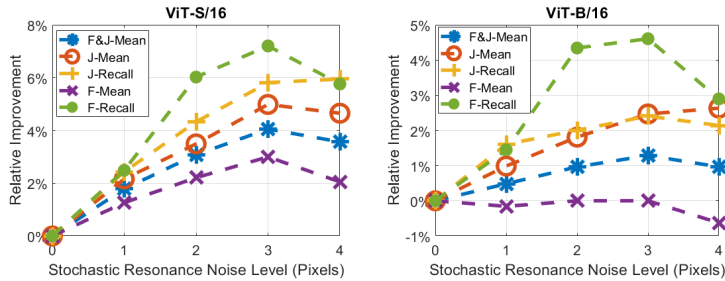 ViT-S/16
8%
6%
4%
2%
0%
0 1 2 3 4
Relative Improvement
Stochastic Resonance Noise Level (Pixels)
F&J-Mean
J-Mean
J-Recall
F-Mean
F-Recall
ViT-B/16
5%
4%
3%
2%
1%
0%
-1%
0 1 2 3 4
Relative Improvement
Stochastic Resonance Noise Level (Pixels)
F&J-Mean
J-Mean
J-Recall
F-Mean
F-Recall